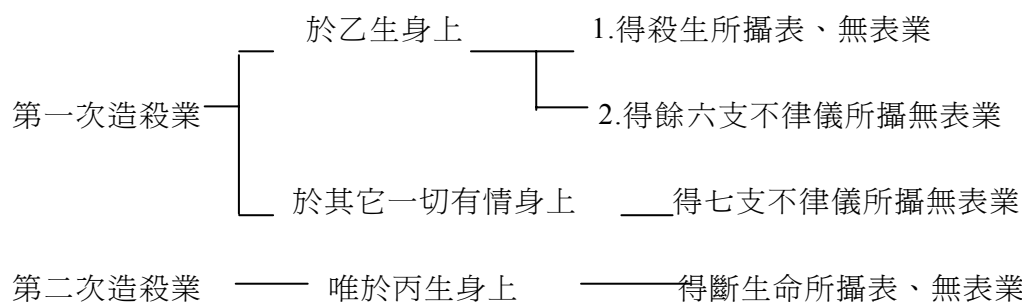 於乙生身上 1.得殺生所攝表、無表業
第一次造殺業 2.得餘六支不律儀所攝無表業
於其它一切有情身上 得七支不律儀所攝無表業
第二次造殺業 唯於丙生身上 得斷生命所攝表、無表業